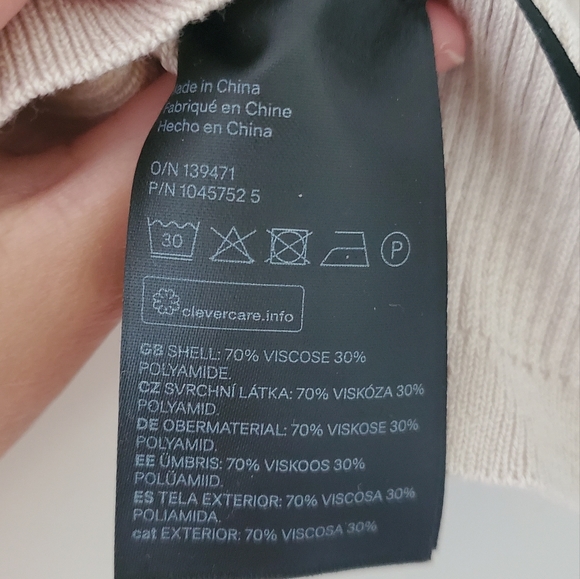 ade in China
Fabriqué en Chine
Hecho en China
O/N 139471
P/N 1045752 5
30
P
clevercare.info
GB SHELL: 70% VISCOSE 30%
POLYAMIDE.
CZ SVRCHNÍ LÁTKA: 70% VISKÓZA 30%
POLYAMID.
DE OBERMATERIAL: 70% VISKOSE 30%
POLYAMID.
EE ÜMBRIS: 70% VISKOOS 30%
POLÜAMIID.
ES TELA EXTERIOR: 70% VISCOSA 30%
POLIAMIDA.
cat EXTERIOR: 70% VISCOSA 30%